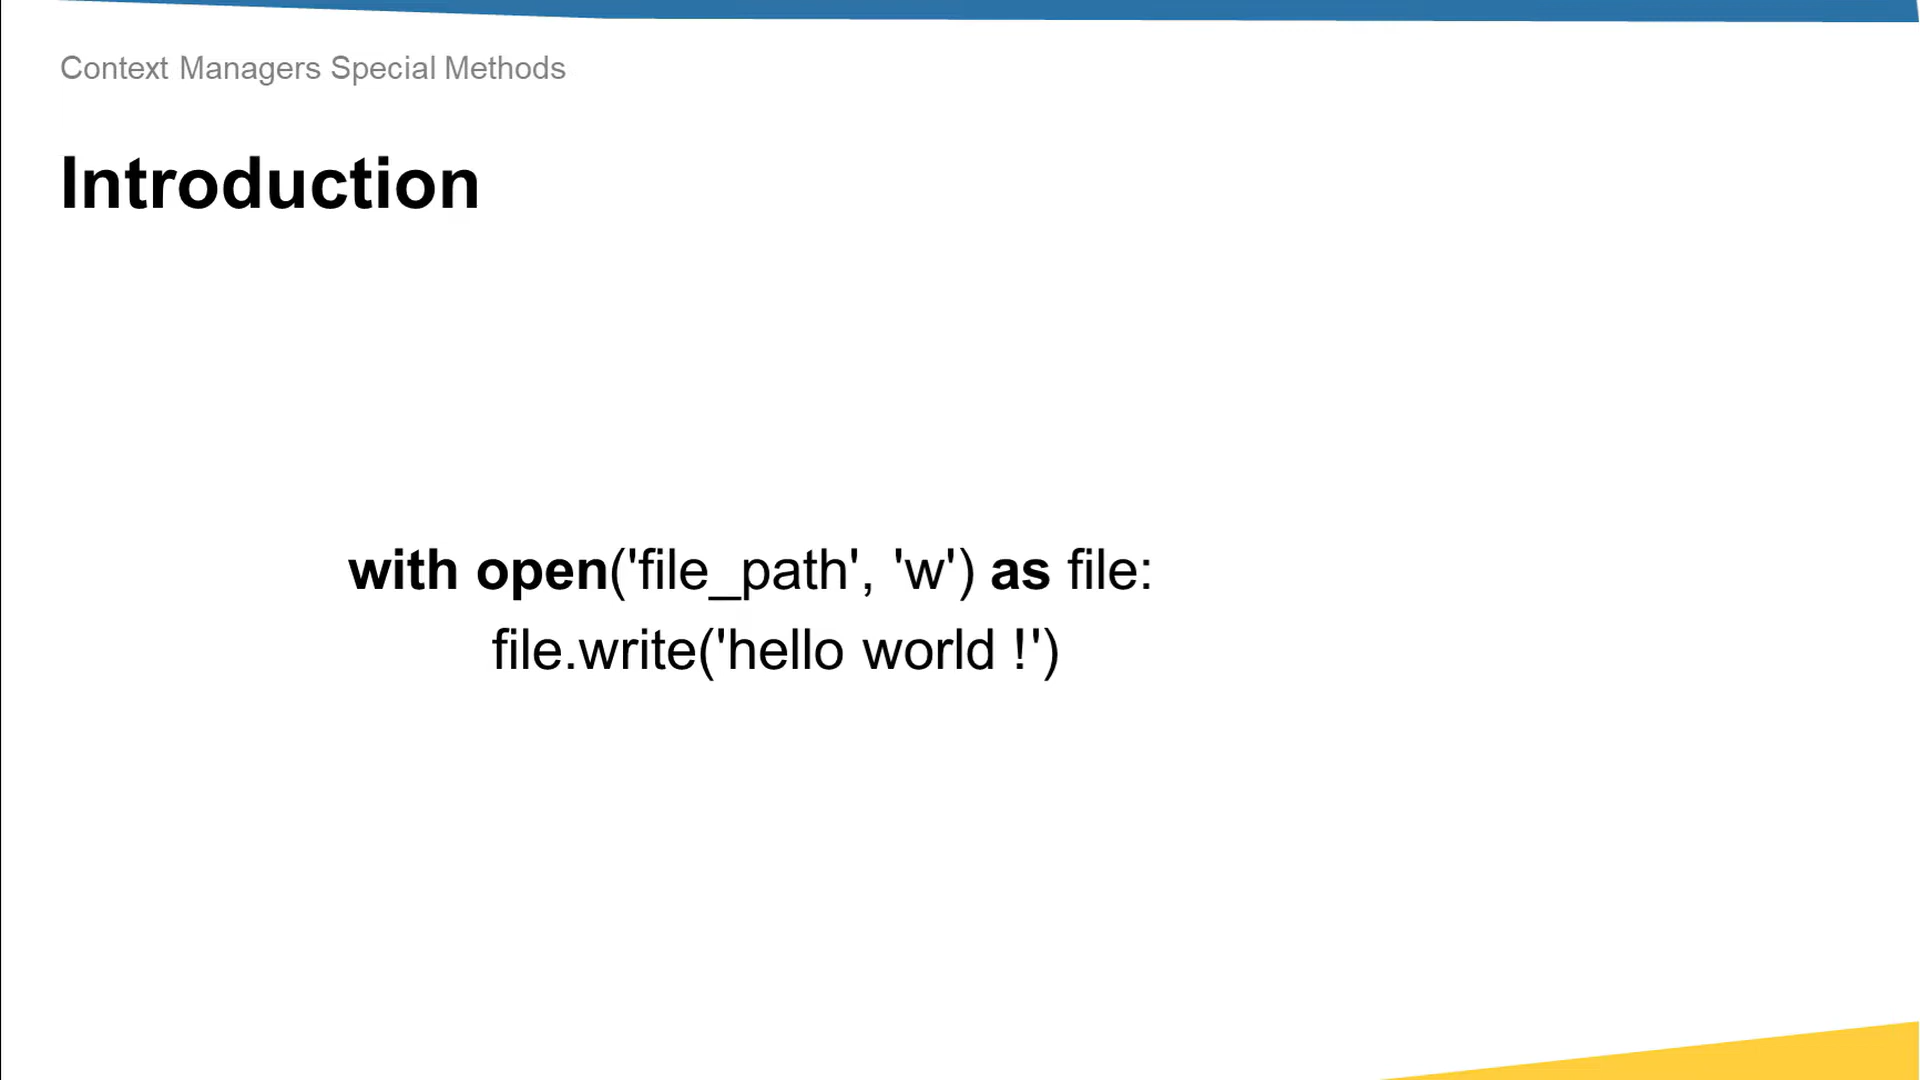 Context Managers Special Methods
Introduction
with open('file_path', 'w') as file:
file.write('hello world !')